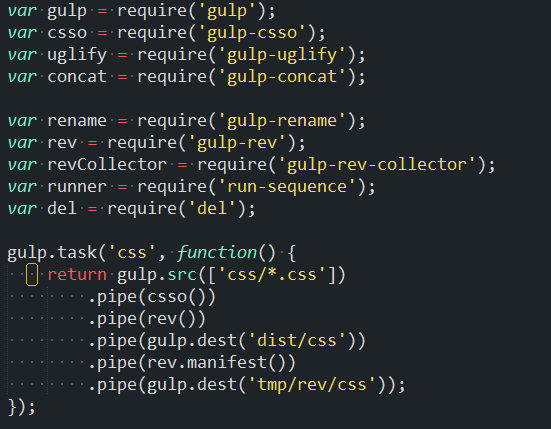 var gulp = require('gulp');
var csso = require('gulp-csso');
var uglify = require('gulp-uglify');
var concat = require('gulp-concat');

var rename = require('gulp-rename');
var rev = require('gulp-rev');
var revCollector = require('gulp-rev-collector');
var runner = require('run-sequence');
var del = require('del');

gulp.task('css', function() {
    return gulp.src(['css/*.css'])
        .pipe(csso())
        .pipe(rev())
        .pipe(gulp.dest('dist/css'))
        .pipe(rev.manifest())
        .pipe(gulp.dest('tmp/rev/css'));
});